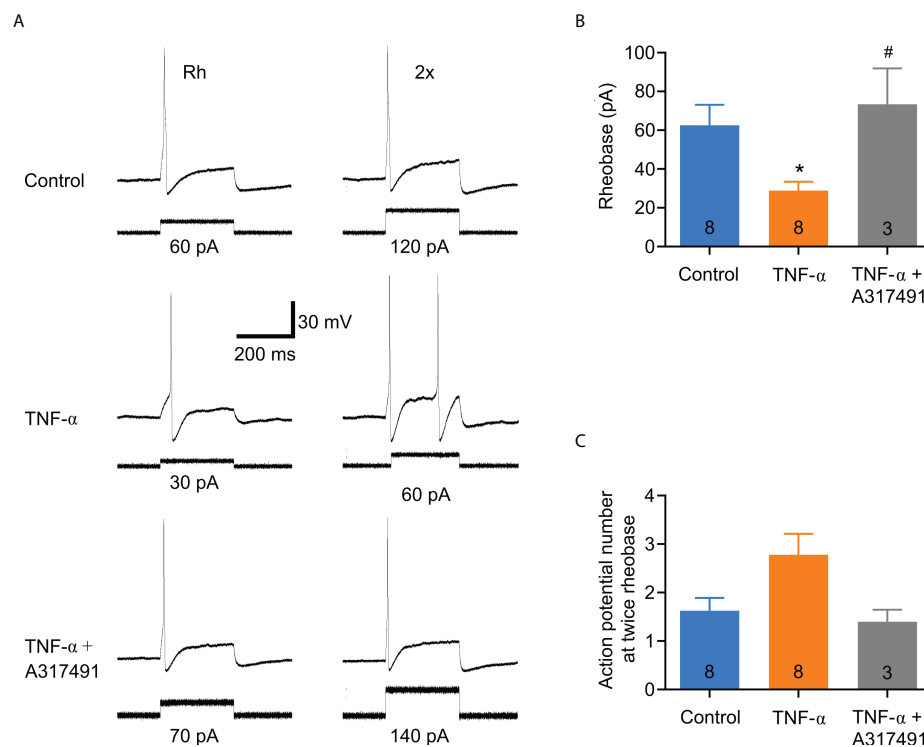 A
Rh
2x
Control
60 pA
120 pA
30 mV
200 ms
TNF-α
30 pA
60 pA
TNF-α +
A317491
70 pA
140 pA
B
Rheobase (pA)
100
80
60
40
20
0
#
*
8
8
3
Control
TNF-α
TNF-α +
A317491
C
Action potential number
at twice rheobase
4
3
2
1
0
8
8
3
Control
TNF-α
TNF-α +
A317491